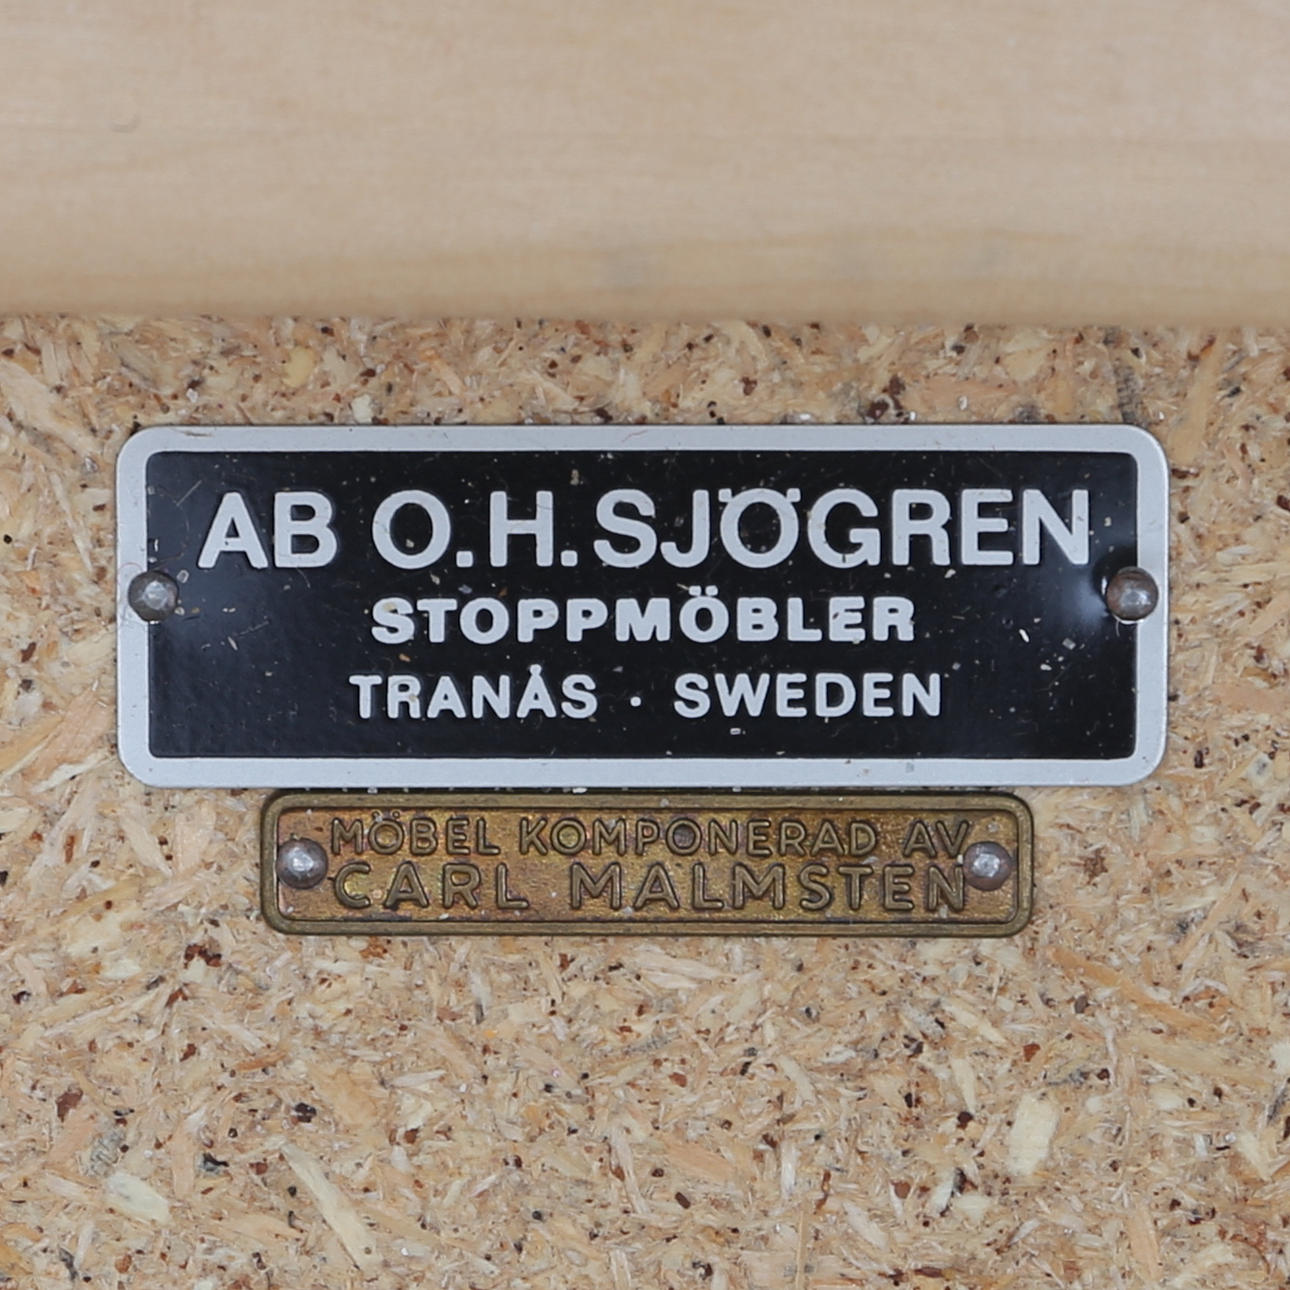 AB O.H. SJÖGREN
STOPPMÖBLER
TRANÅS · SWEDEN
MÖBEL KOMPONERAD AV
CARL MALMSTEN